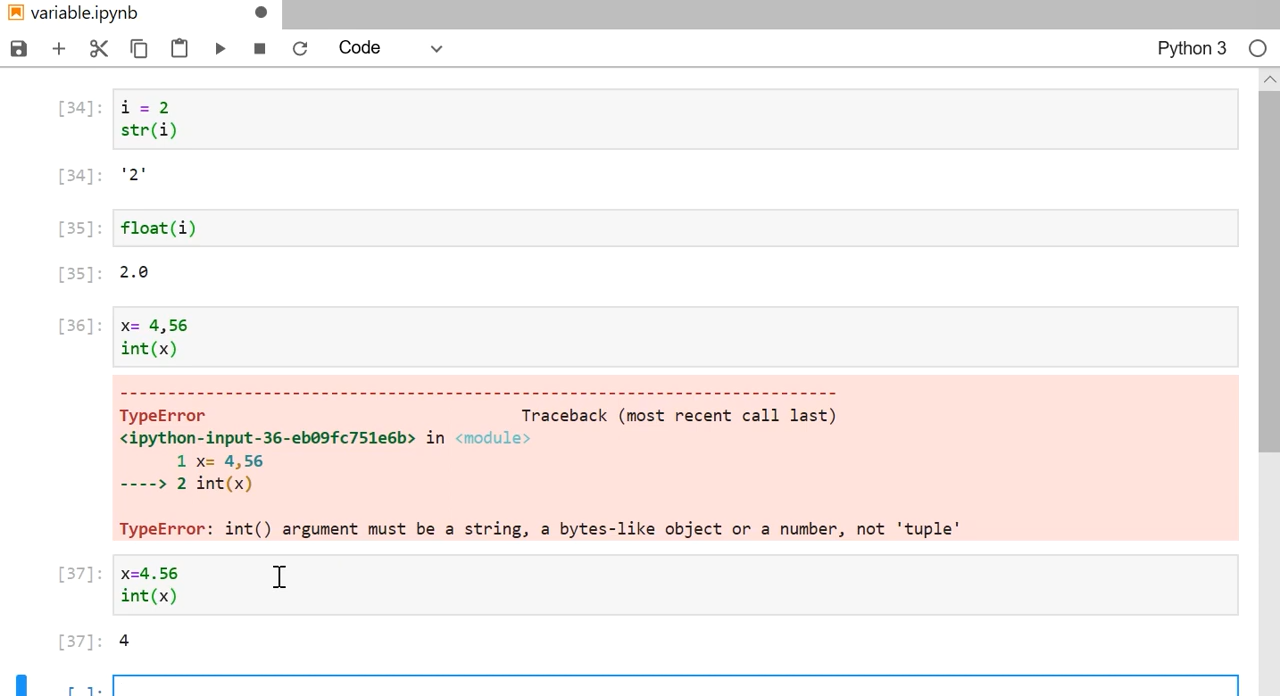 variable.ipynb
Code
Python 3
[34]: i = 2
str(i)
[34]: '2'
[35]: float(i)
[35]: 2.0
[36]: x= 4,56
int(x)
---------------------------------------------------------------------------
TypeError Traceback (most recent call last)
<ipython-input-36-eb09fc751e6b> in <module>
1 x= 4,56
----> 2 int(x)
TypeError: int() argument must be a string, a bytes-like object or a number, not 'tuple'
[37]: x=4.56
int(x)
[37]: 4
[ ]: